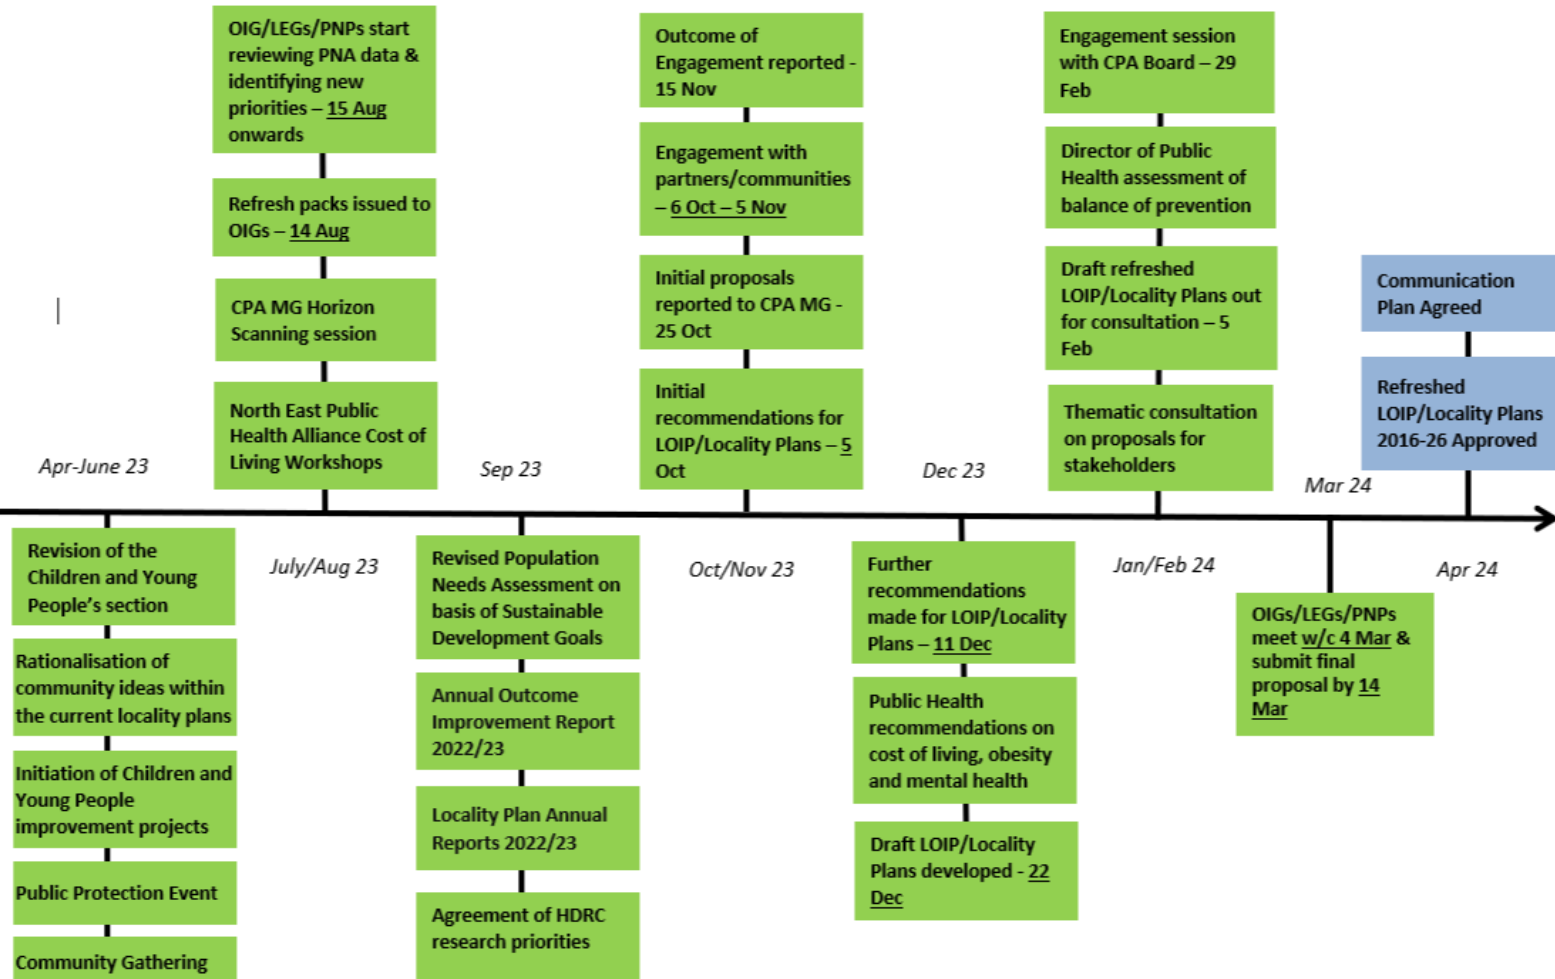 OIG/LEGs/PNPs start
reviewing PNA data &
identifying new
priorities – 15 Aug
onwards
Refresh packs issued to
OIGs – 14 Aug
CPA MG Horizon
Scanning session
North East Public
Health Alliance Cost of
Living Workshops
Outcome of
Engagement reported -
15 Nov
Engagement with
partners/communities
– 6 Oct – 5 Nov
Initial proposals
reported to CPA MG -
25 Oct
Initial
recommendations for
LOIP/Locality Plans – 5
Oct
Engagement session
with CPA Board – 29
Feb
Director of Public
Health assessment of
balance of prevention
Draft refreshed
LOIP/Locality Plans out
for consultation – 5
Feb
Thematic consultation
on proposals for
stakeholders
Communication
Plan Agreed
Refreshed
LOIP/Locality Plans
2016-26 Approved
Apr-June 23
Sep 23
Dec 23
Mar 24
July/Aug 23
Oct/Nov 23
Jan/Feb 24
Apr 24
Revision of the
Children and Young
People’s section
Rationalisation of
community ideas within
the current locality plans
Initiation of Children and
Young People
improvement projects
Public Protection Event
Community Gathering
Revised Population
Needs Assessment on
basis of Sustainable
Development Goals
Annual Outcome
Improvement Report
2022/23
Locality Plan Annual
Reports 2022/23
Agreement of HDRC
research priorities
Further
recommendations
made for LOIP/Locality
Plans – 11 Dec
Public Health
recommendations on
cost of living, obesity
and mental health
Draft LOIP/Locality
Plans developed - 22
Dec
OIGs/LEGs/PNPs
meet w/c 4 Mar &
submit final
proposal by 14
Mar